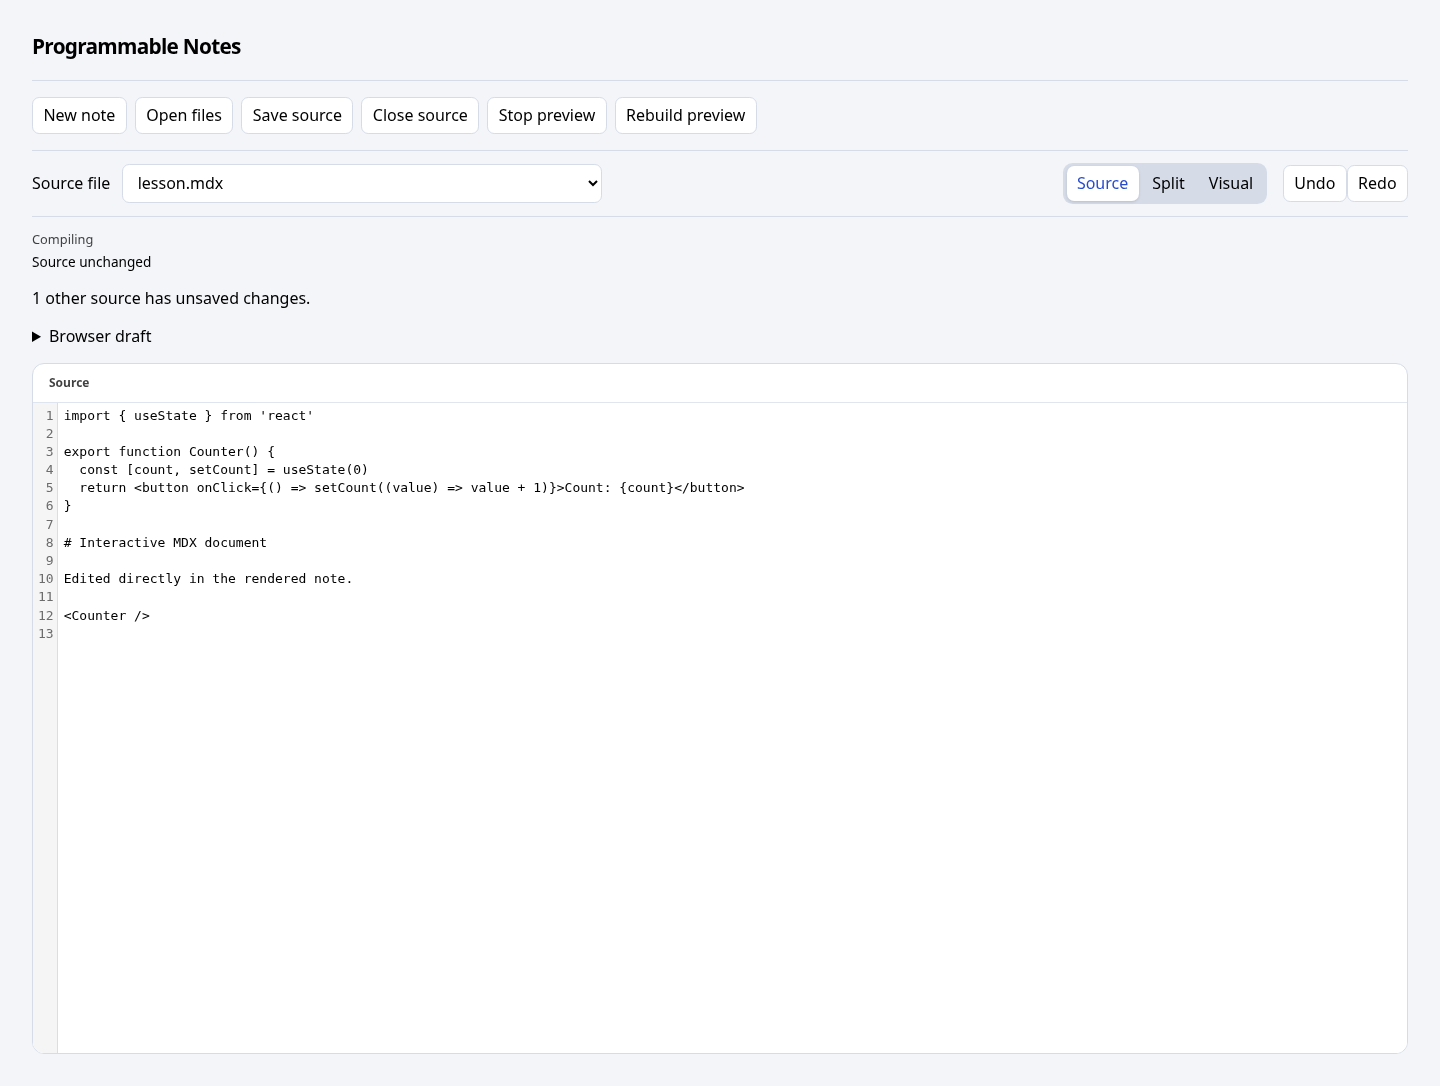 Programmable Notes
New note Open files Save source Close source Stop preview Rebuild preview
Source file lesson.mdx Source Split Visual Undo Redo
Compiling
Source unchanged
1 other source has unsaved changes.
Browser draft
Source
1 import { useState } from 'react'
2
3 export function Counter() {
4   const [count, setCount] = useState(0)
5   return <button onClick={() => setCount((value) => value + 1)}>Count: {count}</button>
6 }
7
8 # Interactive MDX document
9
10 Edited directly in the rendered note.
11
12 <Counter />
13